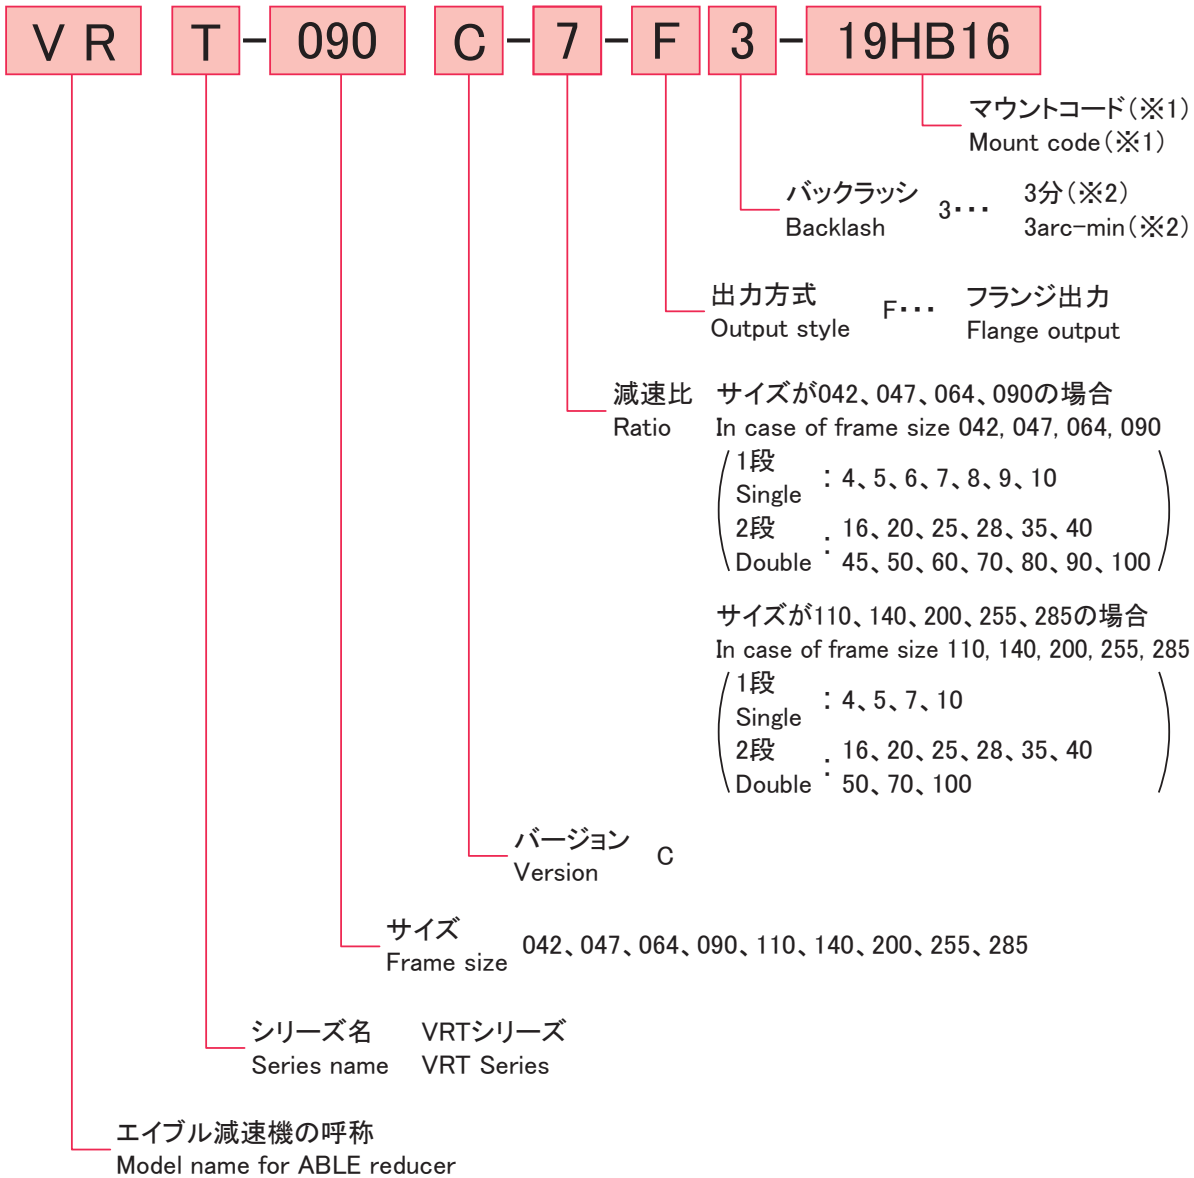 VR T-090 C-7-F 3-19HB16
マウントコード(※1)
Mount code(※1)
バックラッシ 3・・・ 3分(※2)
Backlash 3arc-min(※2)
出力方式 F・・・ フランジ出力
Output style Flange output
減速比 サイズが042、047、064、090の場合
Ratio In case of frame size 042, 047, 064, 090
1段
Single : 4、5、6、7、8、9、10
2段 : 16、20、25、28、35、40
Double 45、50、60、70、80、90、100
サイズが110、140、200、255、285の場合
In case of frame size 110, 140, 200, 255, 285
1段
Single : 4、5、7、10
2段 : 16、20、25、28、35、40
Double 50、70、100
バージョン C
Version
サイズ
Frame size 042、047、064、090、110、140、200、255、285
シリーズ名 VRTシリーズ
Series name VRT Series
エイブル減速機の呼称
Model name for ABLE reducer